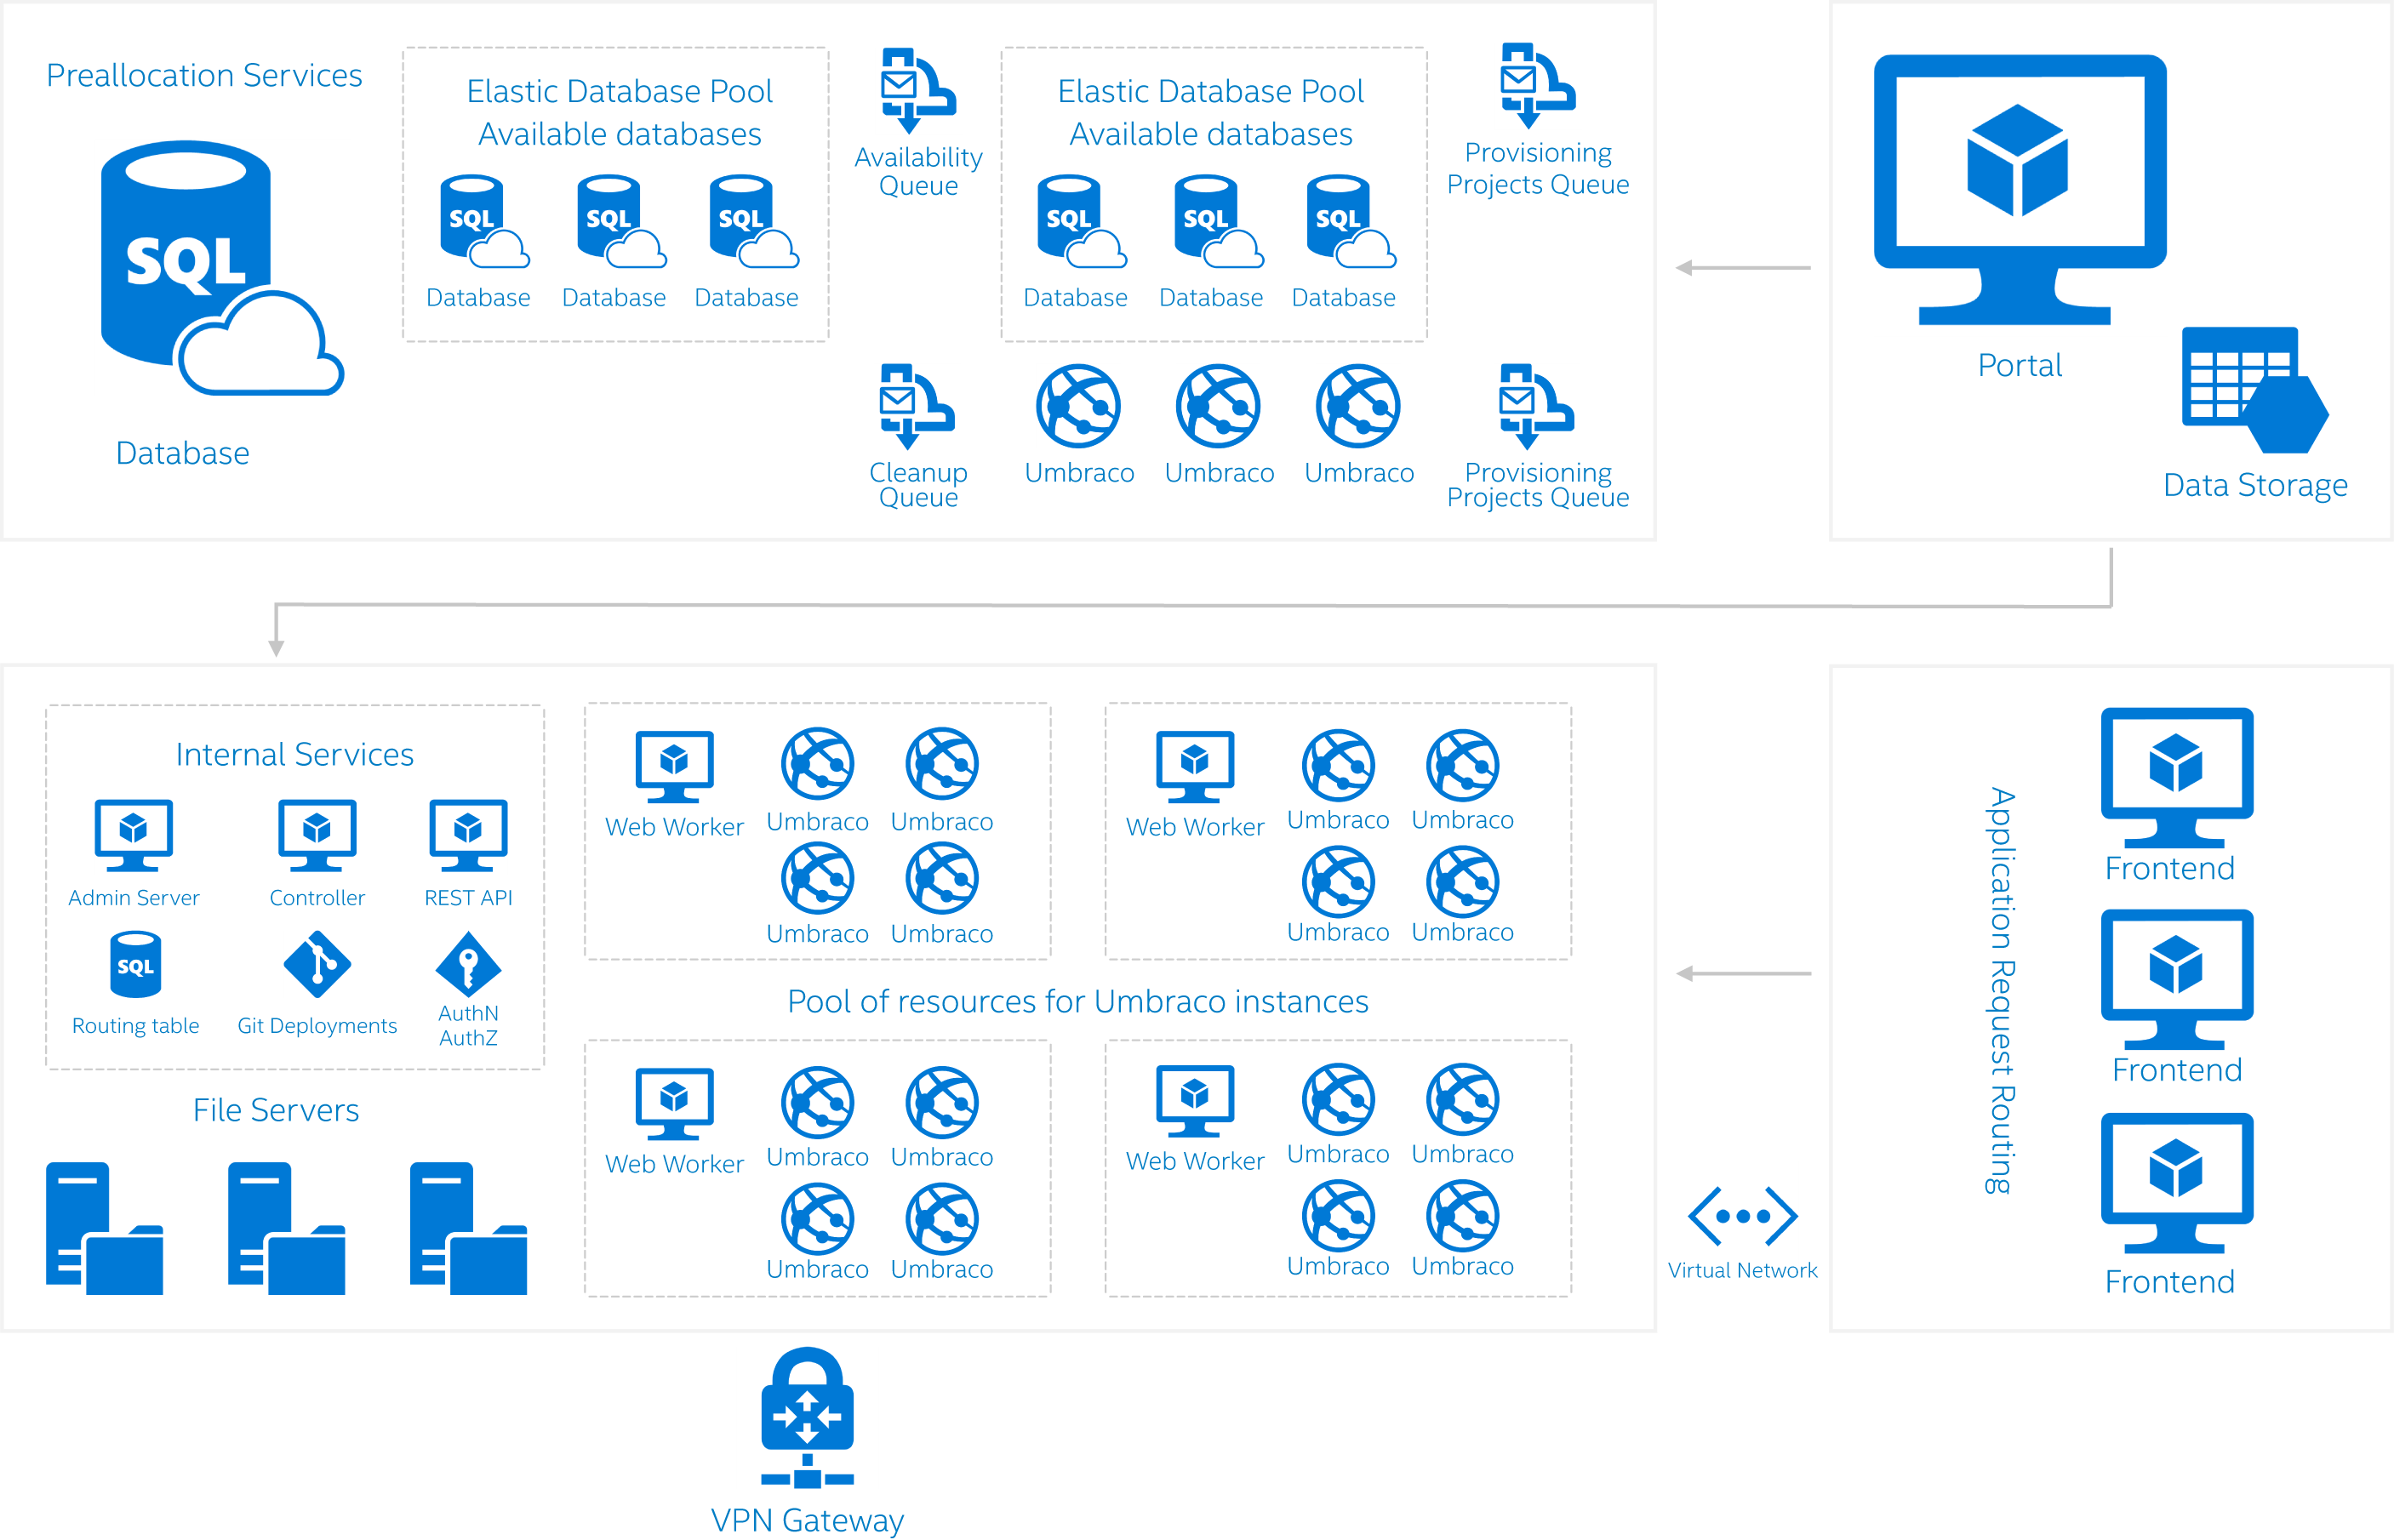 Preallocation Services
SQL
Database
Elastic Database Pool
Available databases
SQL
SQL
SQL
Database
Database
Database
Availability
Queue
Elastic Database Pool
Available databases
SQL
SQL
SQL
Database
Database
Database
Provisioning
Projects Queue
Cleanup
Queue
Umbraco
Umbraco
Umbraco
Provisioning
Projects Queue
Portal
Data Storage
Internal Services
Admin Server
Controller
REST API
SQL
Routing table
Git Deployments
AuthN
AuthZ
File Servers
Web Worker
Umbraco
Umbraco
Umbraco
Umbraco
Web Worker
Umbraco
Umbraco
Umbraco
Umbraco
Pool of resources for Umbraco instances
Web Worker
Umbraco
Umbraco
Umbraco
Umbraco
Web Worker
Umbraco
Umbraco
Umbraco
Umbraco
Virtual Network
Application Request Routing
Frontend
Frontend
Frontend
VPN Gateway